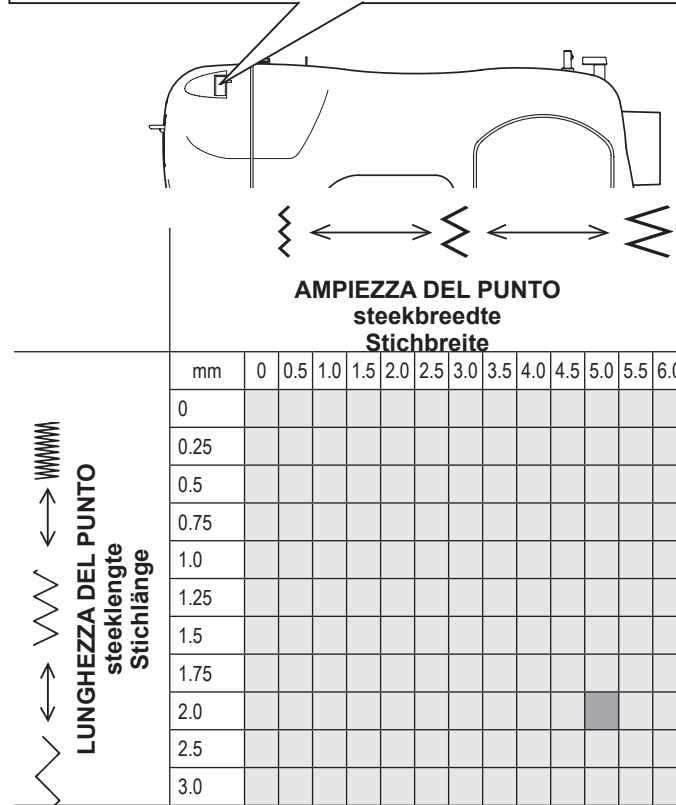 AMPIEZZA DEL PUNTO
steekbreedte
Stichbreite
mm 0 0.5 1.0 1.5 2.0 2.5 3.0 3.5 4.0 4.5 5.0 5.5 6.0
0
0.25
0.5
0.75
1.0
1.25
1.5
1.75
2.0
2.5
3.0
LUNGHEZZA DEL PUNTO
steeklengte
Stichlänge